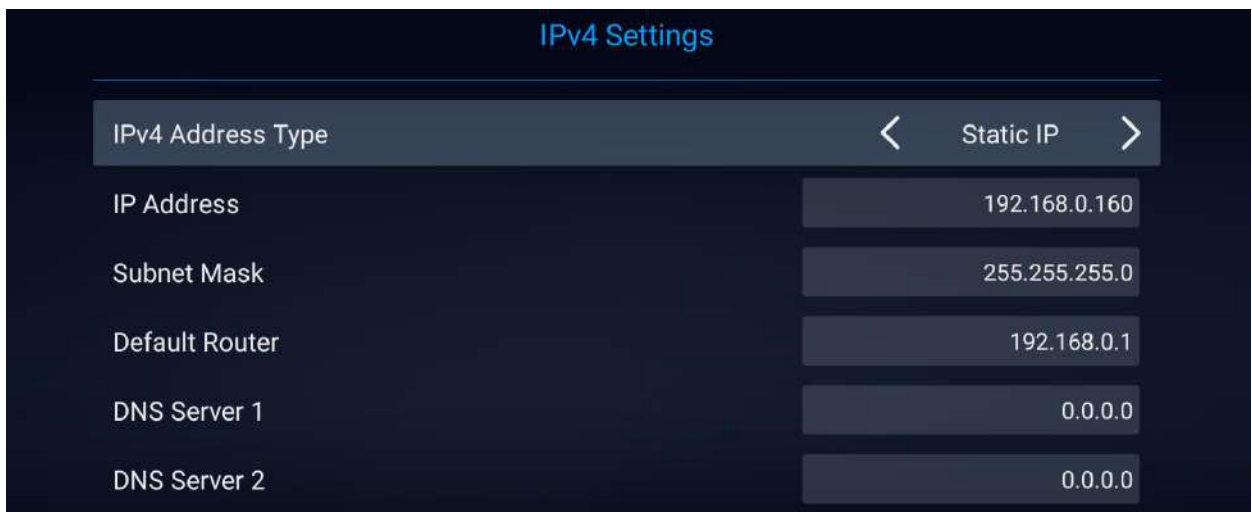 IPv4 Settings
IPv4 Address Type Static IP
IP Address 192.168.0.160
Subnet Mask 255.255.255.0
Default Router 192.168.0.1
DNS Server 1 0.0.0.0
DNS Server 2 0.0.0.0